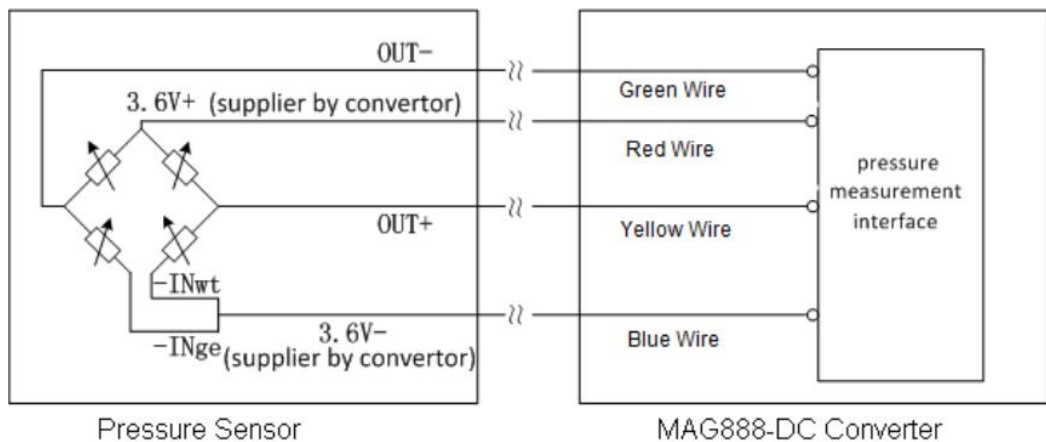 OUT-
3.6V+ (supplier by convertor)
OUT+
-INwt
-INge
3.6V-
(supplier by convertor)
Pressure Sensor
Green Wire
Red Wire
Yellow Wire
Blue Wire
pressure
measurement
interface
MAG888-DC Converter